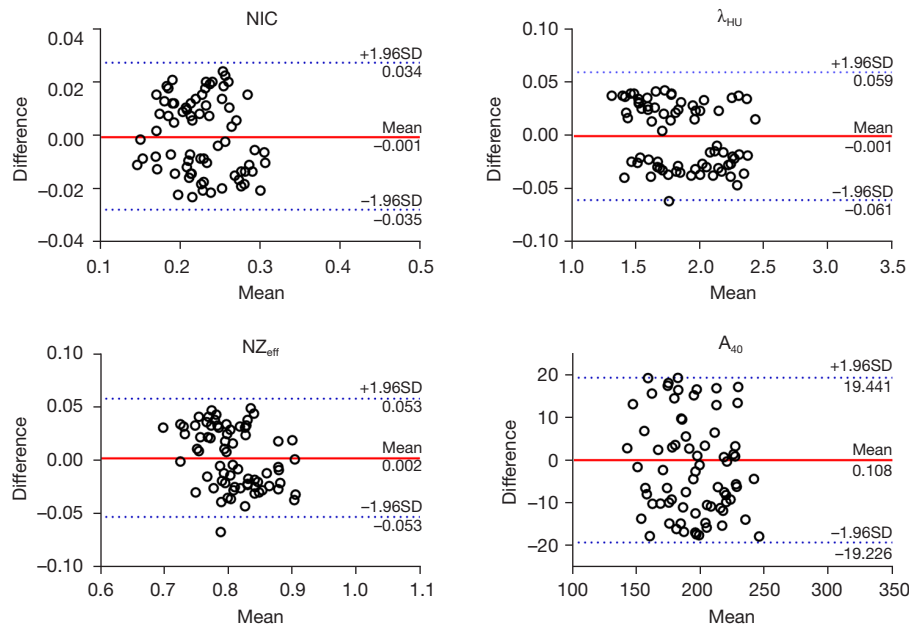 NIC
0.04
0.02
0.00
−0.02
−0.04
Difference
+1.96SD
0.034
Mean
−0.001
−1.96SD
−0.035
0.1 0.2 0.3 0.4 0.5
Mean
λHU
0.10
0.05
0.00
−0.05
−0.10
Difference
+1.96SD
0.059
Mean
−0.001
−1.96SD
−0.061
1.0 1.5 2.0 2.5 3.0 3.5
Mean
NZeff
0.10
0.05
0.00
−0.05
−0.10
Difference
+1.96SD
0.053
Mean
0.002
−1.96SD
−0.053
0.6 0.7 0.8 0.9 1.0 1.1
Mean
A40
20
10
0
−10
−20
Difference
+1.96SD
19.441
Mean
0.108
−1.96SD
−19.226
100 150 200 250 300 350
Mean